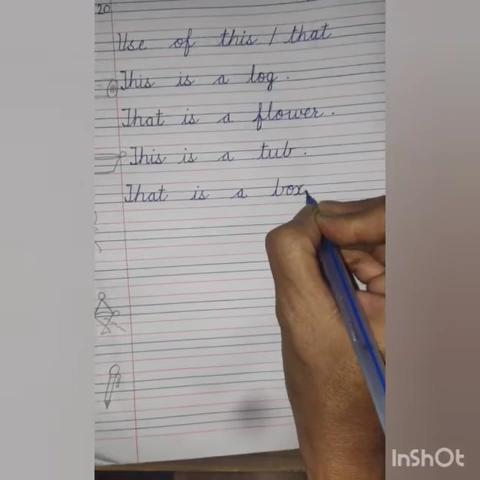 20
Use of this / that
This is a log.
That is a flower.
This is a tub.
That is a box
InShOt